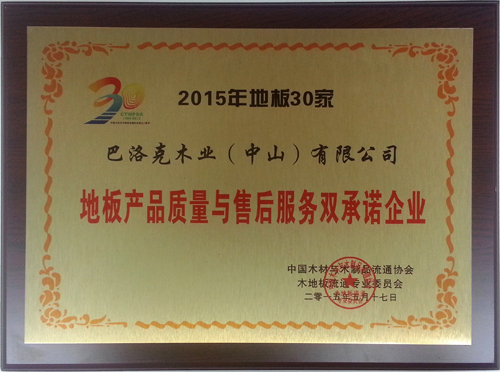 30
2015年地板30家
巴洛克木业（中山）有限公司
地板产品质量与售后服务双承诺企业
中国木材与木制品流通协会
木地板流通专业委员会
二〇一五年五月十七日